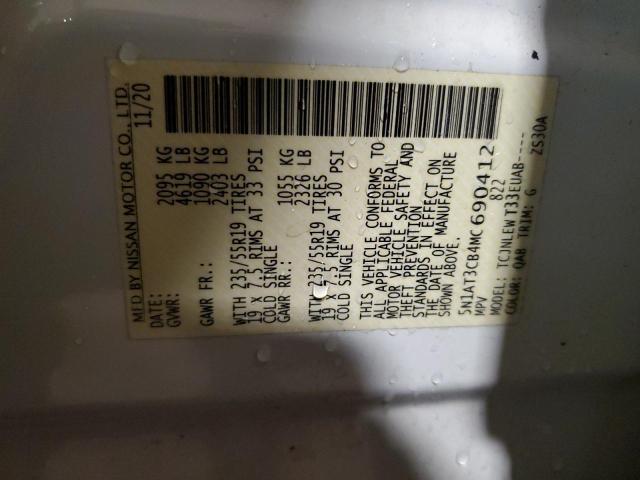 MFD BY NISSAN MOTOR CO., LTD.
DATE: 11/20
GVWR: 2095 KG
4619 LB
GAWR FR: 1090 KG
2403 LB
WITH 235/55R19 TIRES
19 X 7.5 RIMS AT 33 PSI
COLD SINGLE
GAWR RR: 1055 KG
2326 LB
WITH 235/55R19 TIRES
19 X 7.5 RIMS AT 30 PSI
COLD SINGLE
THIS VEHICLE CONFORMS TO
ALL APPLICABLE FEDERAL
MOTOR VEHICLE SAFETY AND
THEFT PREVENTION
STANDARDS IN EFFECT ON
THE DATE OF MANUFACTURE
SHOWN ABOVE.
5N1AT3CB4MC690412
MPV 822
MODEL: TCJNLEWT33EUAB----
COLOR: QAB TRIM: G ZS30A